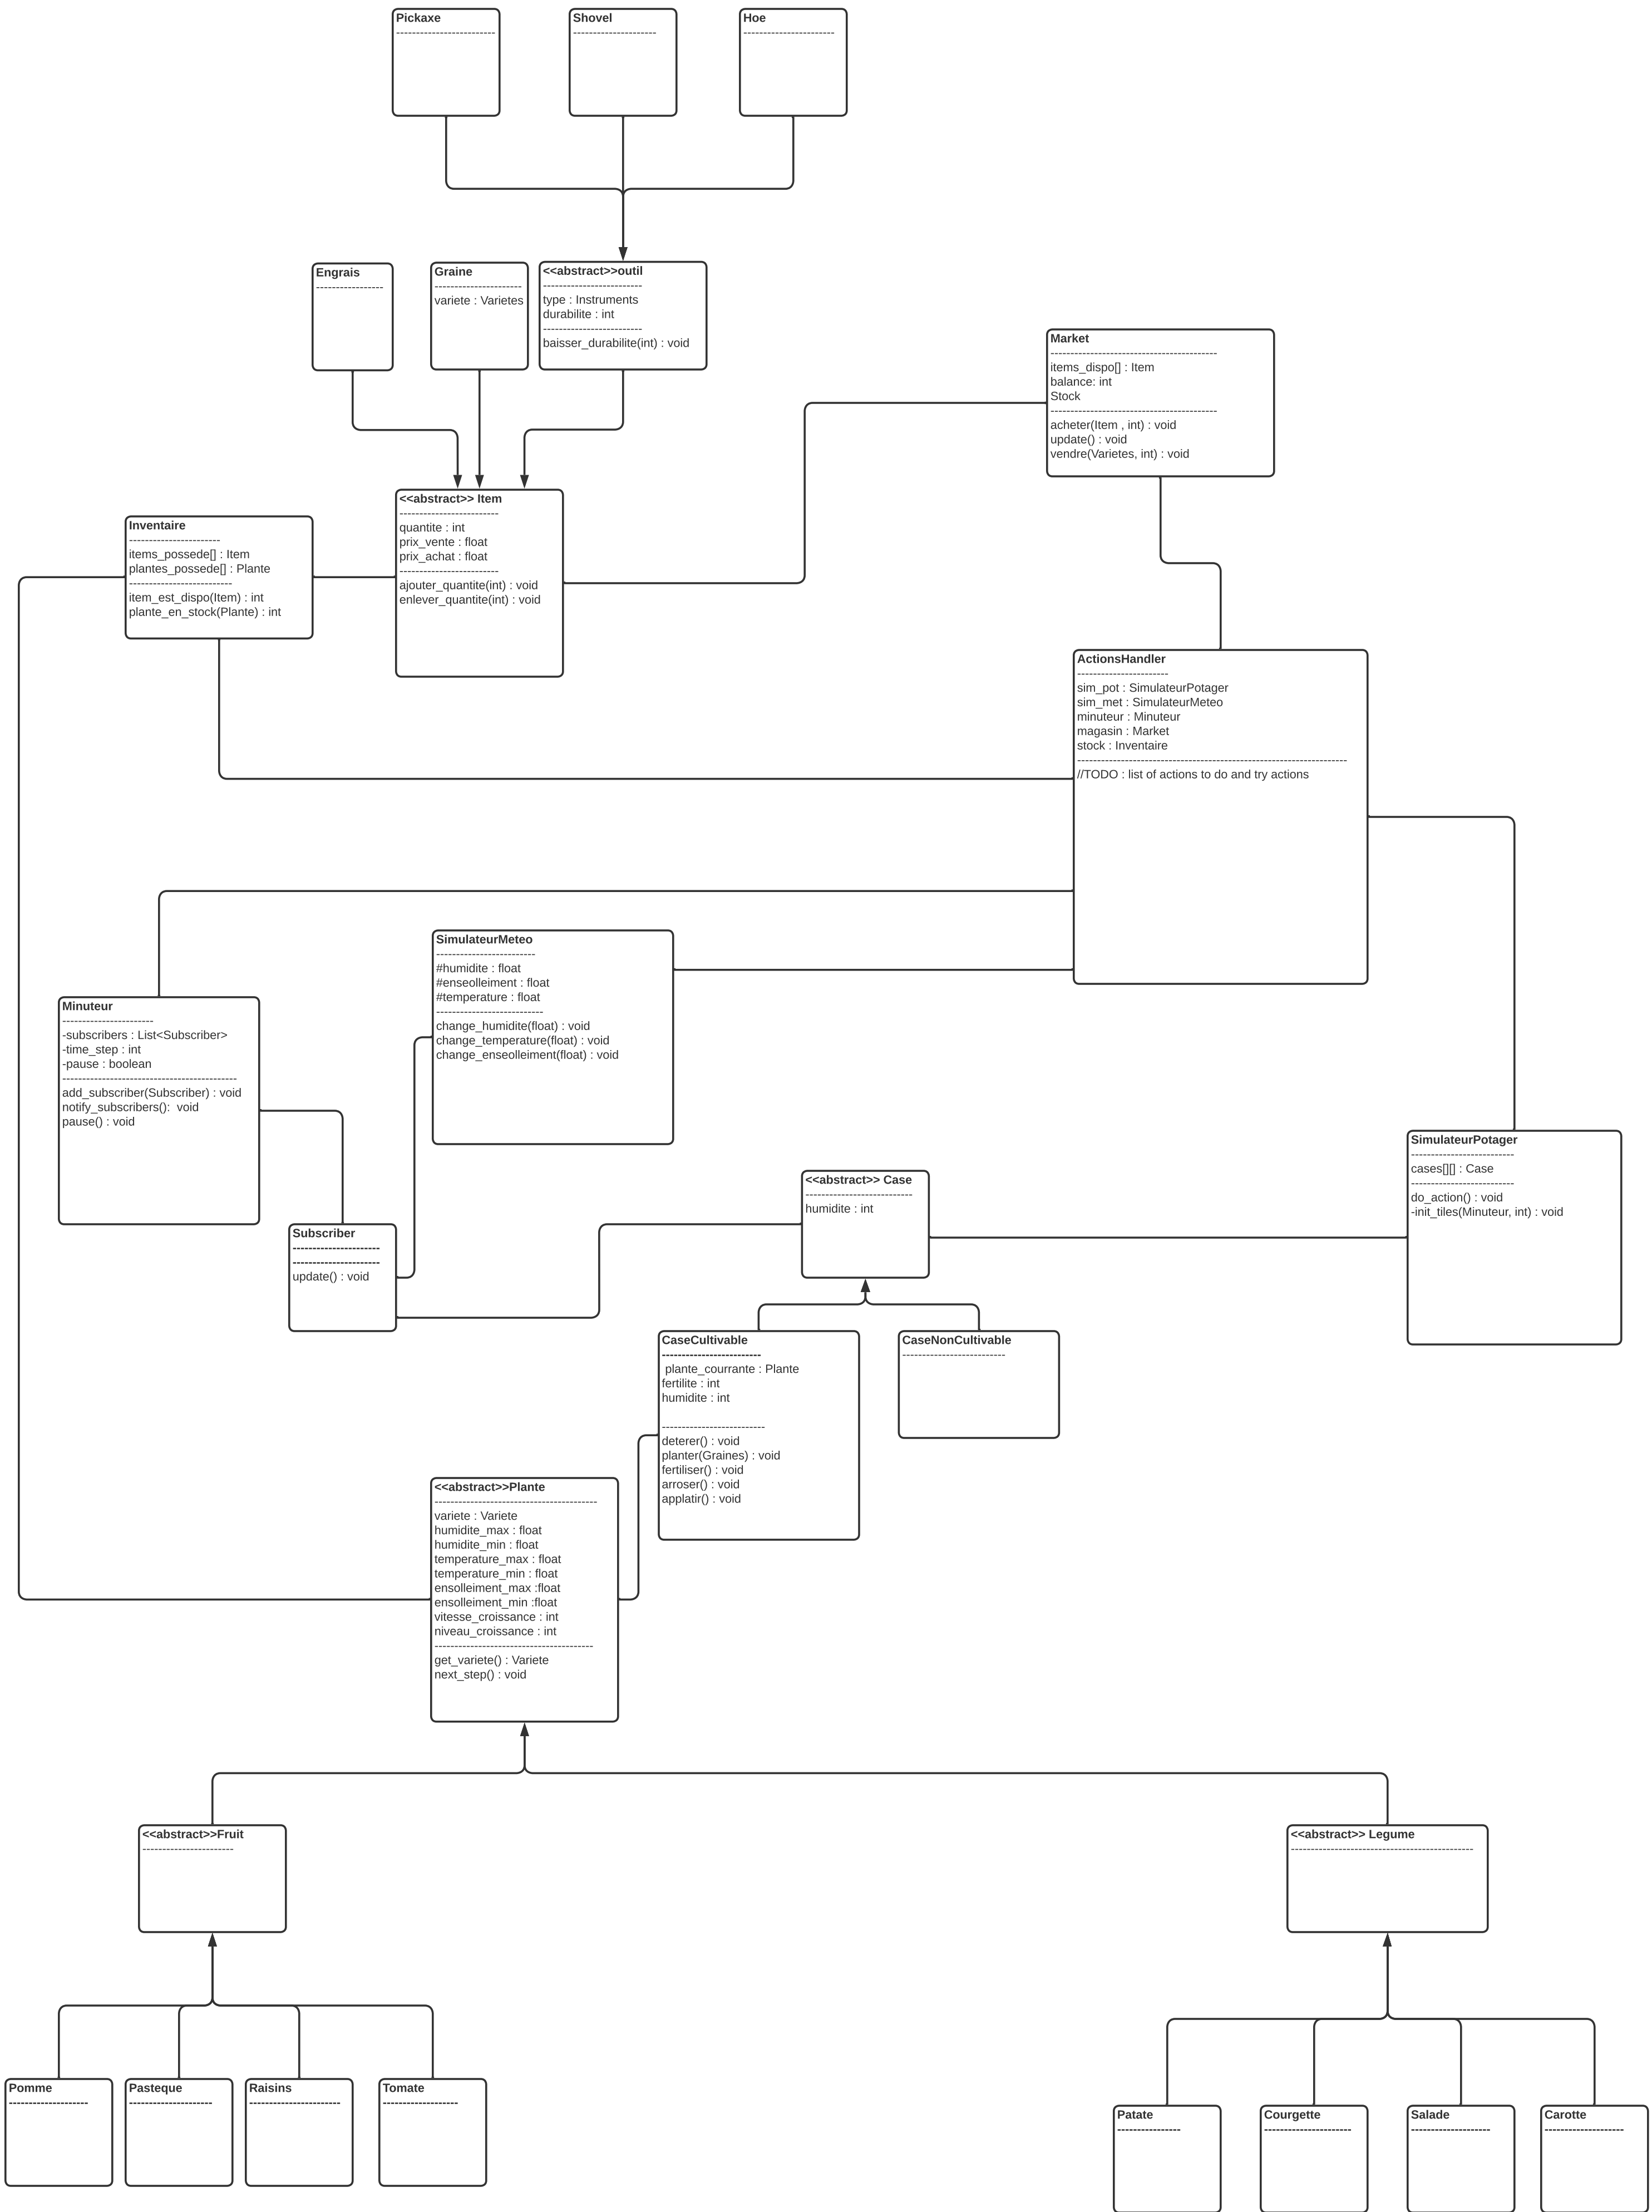 Pickaxe
-------------------------
Shovel
---------------------
Hoe
-----------------------
Engrais
-----------------
Graine
----------------------
variete : Varietes
<<abstract>>outil
-------------------------
type : Instruments
durabilite : int
-------------------------
baisser_durabilite(int) : void
Market
------------------------------------------
items_dispo[] : Item
balance: int
Stock
------------------------------------------
acheter(Item , int) : void
update() : void
vendre(Varietes, int) : void
<<abstract>> Item
-------------------------
quantite : int
prix_vente : float
prix_achat : float
-------------------------
ajouter_quantite(int) : void
enlever_quantite(int) : void
Inventaire
-----------------------
items_possede[] : Item
plantes_possede[] : Plante
--------------------------
item_est_dispo(Item) : int
plante_en_stock(Plante) : int
ActionsHandler
-----------------------
sim_pot : SimulateurPotager
sim_met : SimulateurMeteo
minuteur : Minuteur
magasin : Market
stock : Inventaire
--------------------------------------------------------------------
//TODO : list of actions to do and try actions
SimulateurMeteo
-------------------------
#humidite : float
#enseolleiment : float
#temperature : float
---------------------------
change_humidite(float) : void
change_temperature(float) : void
change_enseolleiment(float) : void
Minuteur
-----------------------
-subscribers : List<Subscriber>
-time_step : int
-pause : boolean
--------------------------------------------
add_subscriber(Subscriber) : void
notify_subscribers():  void
pause() : void
SimulateurPotager
--------------------------
cases[][] : Case
--------------------------
do_action() : void
-init_tiles(Minuteur, int) : void
<<abstract>> Case
---------------------------
humidite : int
Subscriber
----------------------
----------------------
update() : void
CaseCultivable
-------------------------
plante_courrante : Plante
fertilite : int
humidite : int
--------------------------
deterer() : void
planter(Graines) : void
fertiliser() : void
arroser() : void
applatir() : void
CaseNonCultivable
--------------------------
<<abstract>>Plante
-----------------------------------------
variete : Variete
humidite_max : float
humidite_min : float
temperature_max : float
temperature_min : float
ensolleiment_max :float
ensolleiment_min :float
vitesse_croissance : int
niveau_croissance : int
----------------------------------------
get_variete() : Variete
next_step() : void
<<abstract>>Fruit
-----------------------
<<abstract>> Legume
----------------------------------------------
Pomme
--------------------
Pasteque
---------------------
Raisins
-----------------------
Tomate
-------------------
Patate
----------------
Courgette
----------------------
Salade
--------------------
Carotte
--------------------